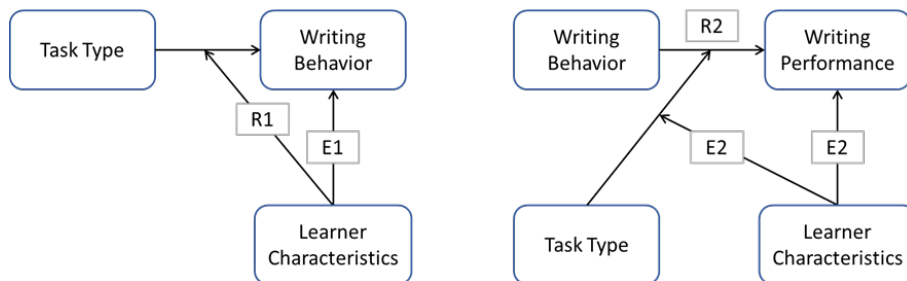 Task Type
Writing
Behavior
R1
E1
Learner
Characteristics
Writing
Behavior
R2
Writing
Performance
E2
E2
Task Type
Learner
Characteristics